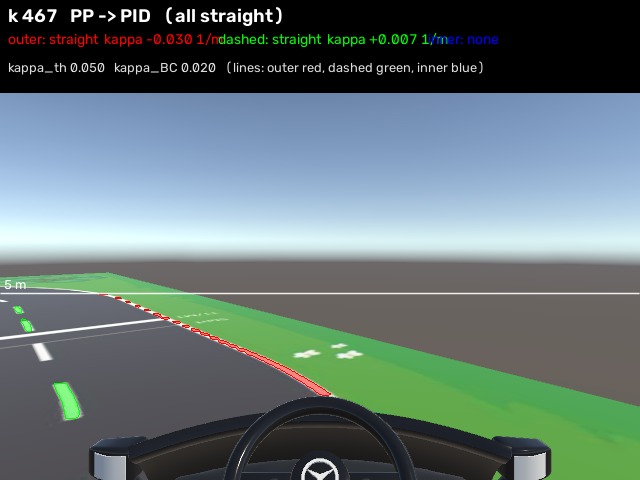 k 467 PP -> PID (all straight)
outer: straight kappa -0.030 1/m dashed: straight kappa +0.007 1/m inner: none
kappa_th 0.050 kappa_BC 0.020 (lines: outer red, dashed green, inner blue)
5 m